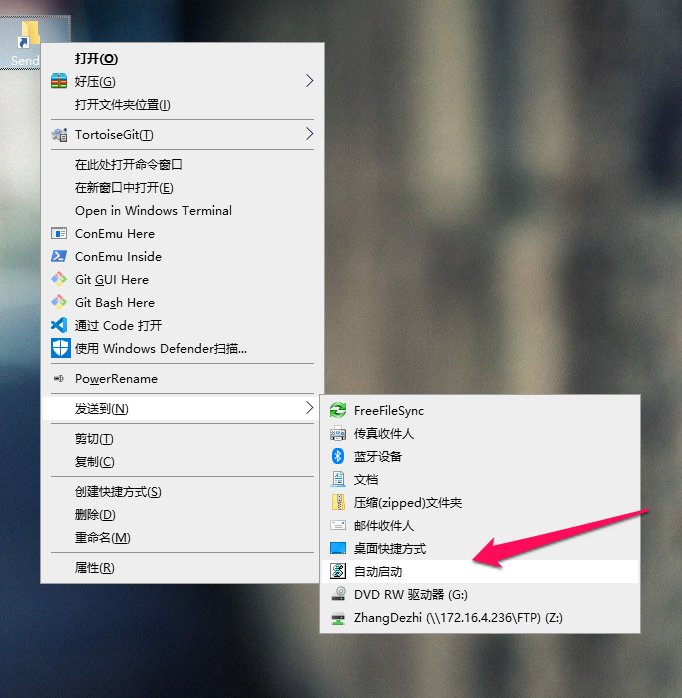 Send
打开(O)
好压(G)
打开文件夹位置(I)
TortoiseGit(T)
在此处打开命令窗口
在新窗口中打开(E)
Open in Windows Terminal
ConEmu Here
ConEmu Inside
Git GUI Here
Git Bash Here
通过 Code 打开
使用 Windows Defender扫描...
PowerRename
发送到(N)
剪切(T)
复制(C)
创建快捷方式(S)
删除(D)
重命名(M)
属性(R)
FreeFileSync
传真收件人
蓝牙设备
文档
压缩(zipped)文件夹
邮件收件人
桌面快捷方式
自动启动
DVD RW 驱动器 (G:)
ZhangDezhi (\\172.16.4.236\FTP) (Z:)